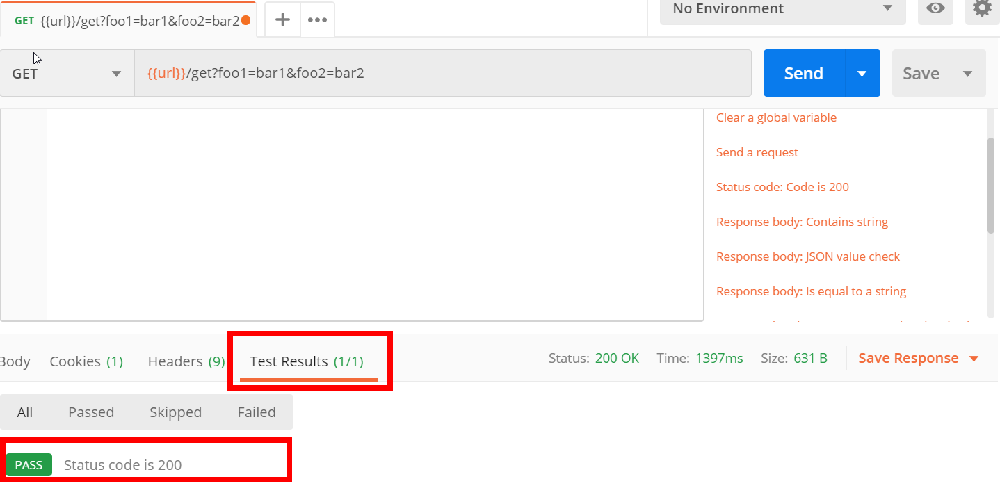 GET {{url}}/get?foo1=bar1&foo2=bar2
No Environment
GET {{url}}/get?foo1=bar1&foo2=bar2 Send Save
Clear a global variable
Send a request
Status code: Code is 200
Response body: Contains string
Response body: JSON value check
Response body: Is equal to a string
Body Cookies (1) Headers (9) Test Results (1/1) Status: 200 OK Time: 1397ms Size: 631 B Save Response
All Passed Skipped Failed
PASS Status code is 200